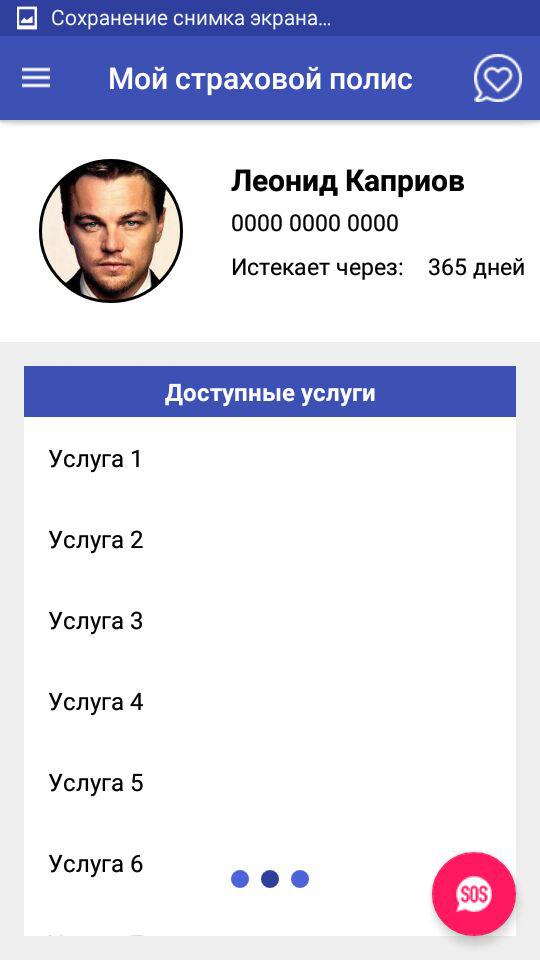 Сохранение снимка экрана...
Мой страховой полис
Леонид Каприов
0000 0000 0000
Истекает через: 365 дней
Доступные услуги
Услуга 1
Услуга 2
Услуга 3
Услуга 4
Услуга 5
Услуга 6
SOS